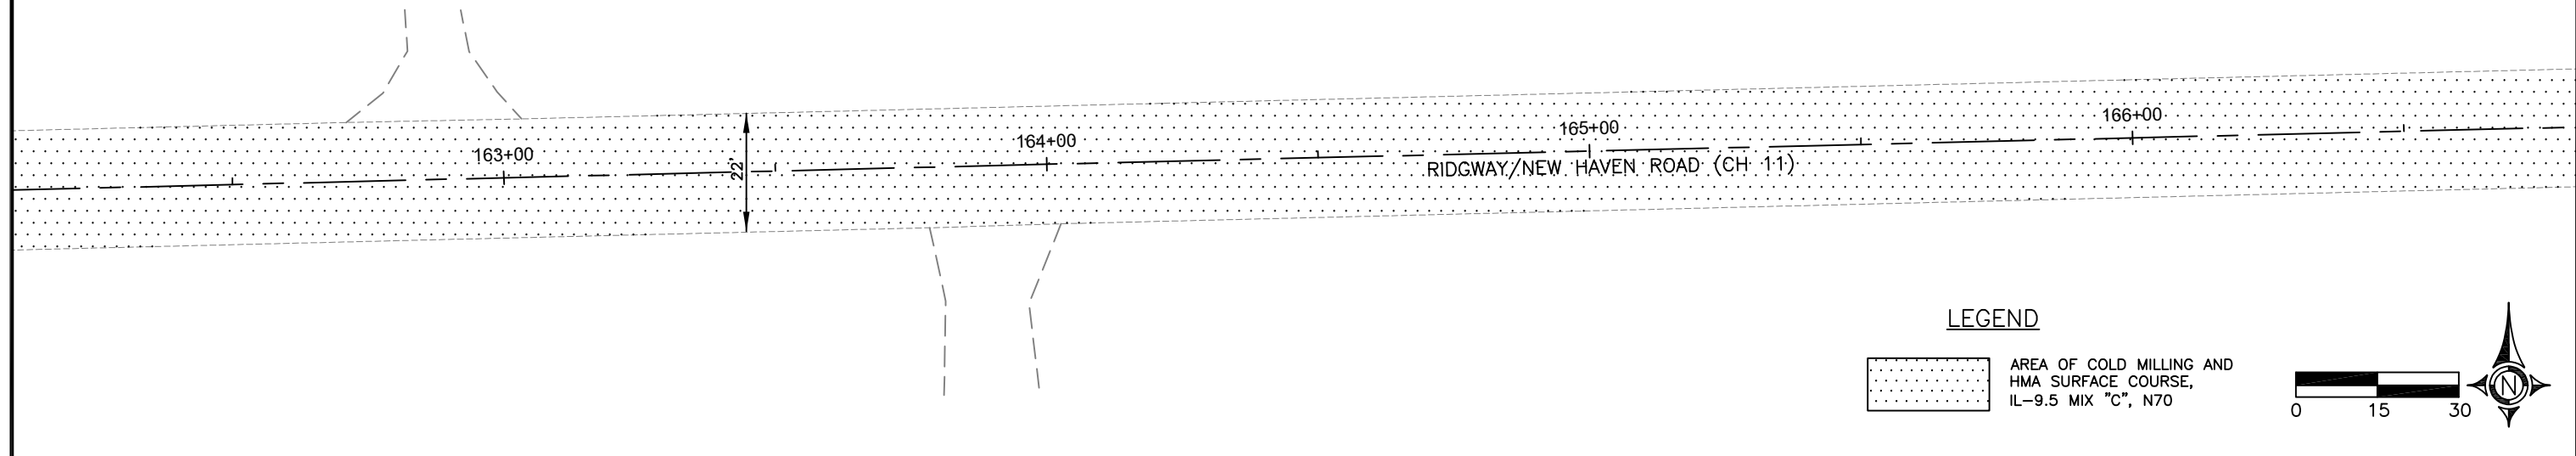 163+00
164+00
165+00
166+00
22'
RIDGWAY/NEW HAVEN ROAD (CH 11)
LEGEND
AREA OF COLD MILLING AND
HMA SURFACE COURSE,
IL-9.5 MIX "C", N70
0 15 30
N